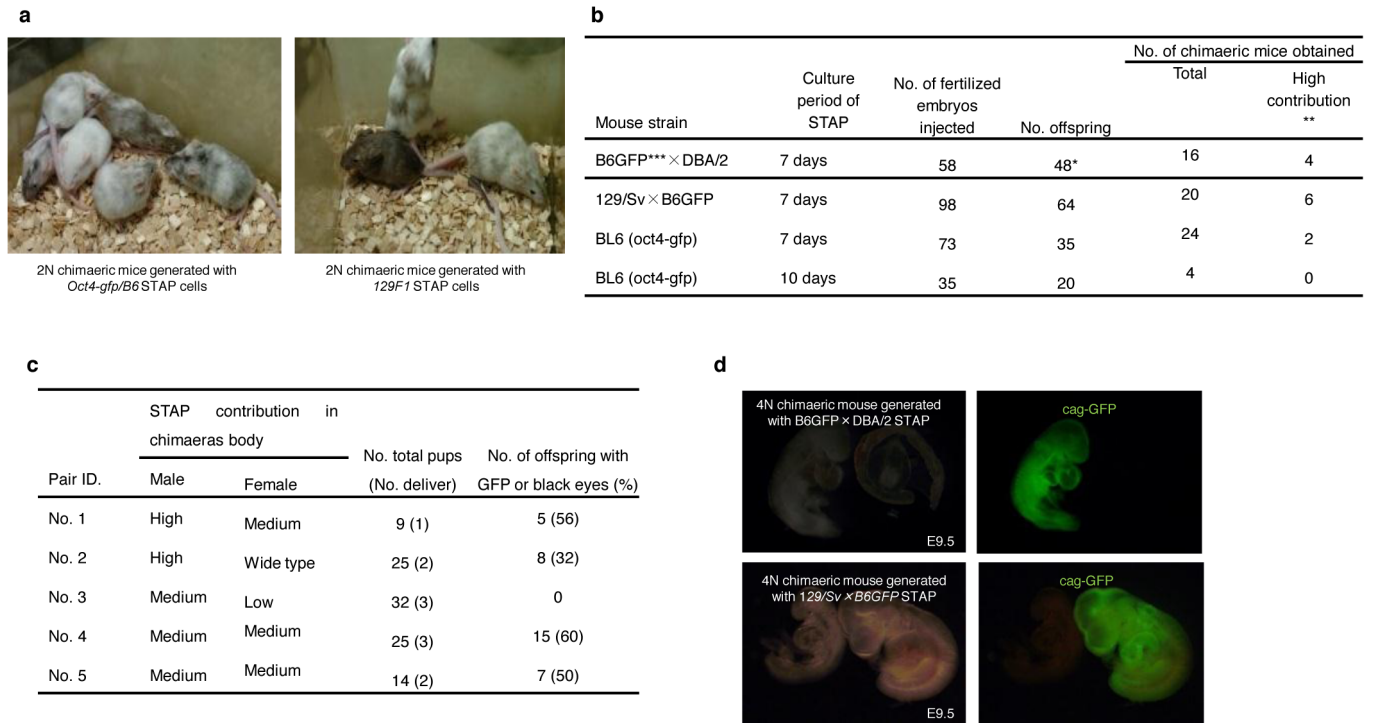 a
2N chimaeric mice generated with
Oct4-gfp/B6 STAP cells
2N chimaeric mice generated with
129F1 STAP cells
b
No. of chimaeric mice obtained
Mouse strain
Culture
period of
STAP
No. of fertilized
embryos
injected
No. offspring
Total
High
contribution
**
B6GFP***×DBA/2 7 days 58 48* 16 4
129/Sv×B6GFP 7 days 98 64 20 6
BL6 (oct4-gfp) 7 days 73 35 24 2
BL6 (oct4-gfp) 10 days 35 20 4 0
c
STAP contribution in
chimaeras body
Pair ID.
Male
Female
No. total pups
(No. deliver)
No. of offspring with
GFP or black eyes (%)
No. 1 High Medium 9 (1) 5 (56)
No. 2 High Wide type 25 (2) 8 (32)
No. 3 Medium Low 32 (3) 0
No. 4 Medium Medium 25 (3) 15 (60)
No. 5 Medium Medium 14 (2) 7 (50)
d
4N chimaeric mouse generated
with B6GFP×DBA/2 STAP
E9.5
cag-GFP
4N chimaeric mouse generated
with 129/Sv×B6GFP STAP
E9.5
cag-GFP